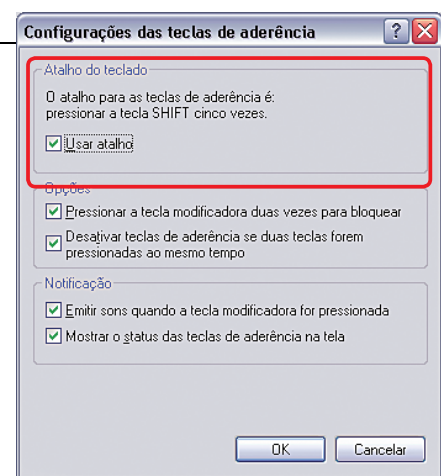 Configurações das teclas de aderência
Atalho do teclado
O atalho para as teclas de aderência é:
pressionar a tecla SHIFT cinco vezes.
Usar atalho
Opções
Pressionar a tecla modificadora duas vezes para bloquear
Desativar teclas de aderência se duas teclas forem
pressionadas ao mesmo tempo
Notificação
Emitir sons quando a tecla modificadora for pressionada
Mostrar o status das teclas de aderência na tela
OK
Cancelar